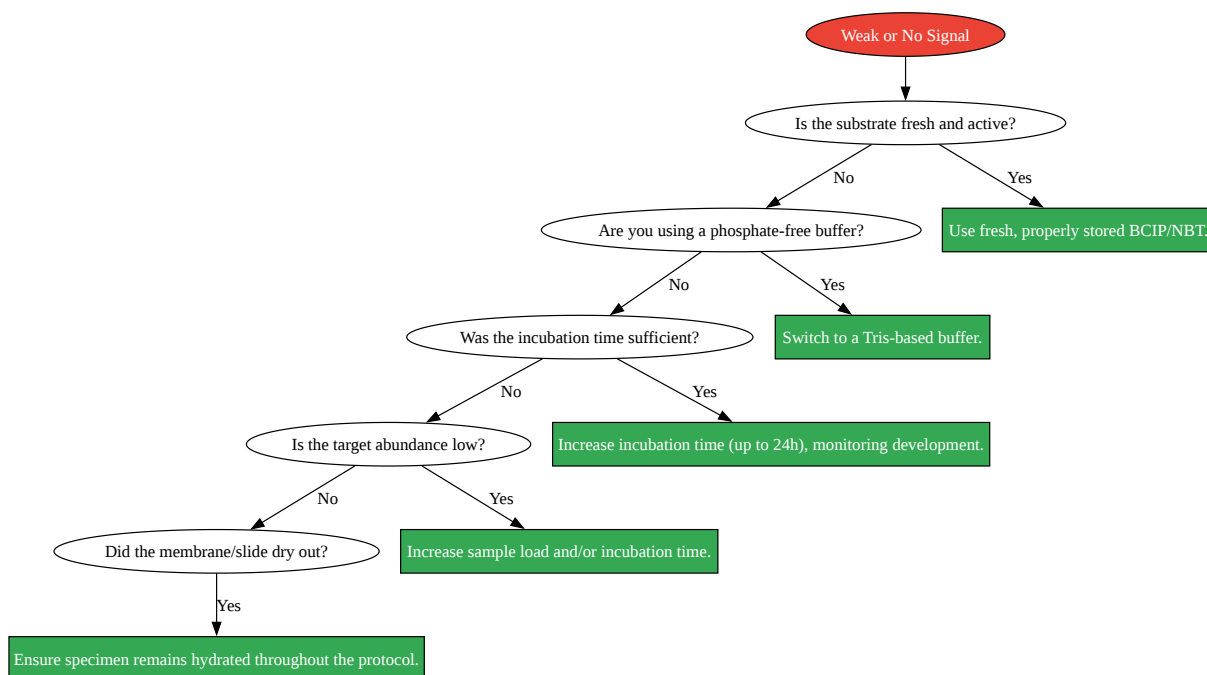 Weak or No Signal
Is the substrate fresh and active?
No
Yes
Are you using a phosphate-free buffer?
Use fresh, properly stored BCIP/NBT.
No
Yes
Was the incubation time sufficient?
Switch to a Tris-based buffer.
No
Yes
Is the target abundance low?
Increase incubation time (up to 24h), monitoring development.
No
Yes
Did the membrane/slide dry out?
Increase sample load and/or incubation time.
Yes
Ensure specimen remains hydrated throughout the protocol.